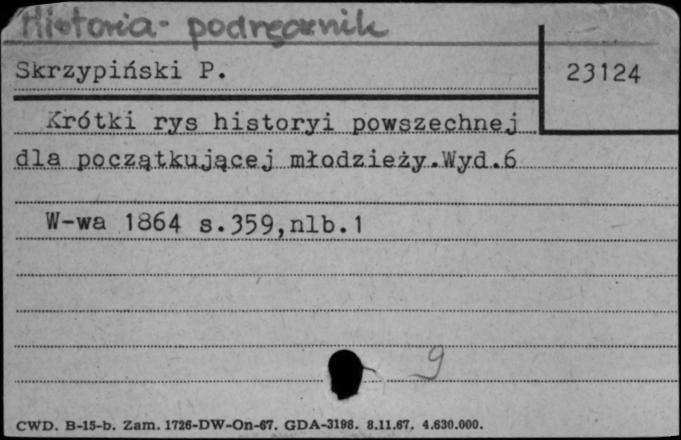 Historia - podręcznik
Skrzypiński P.
23124
Krótki rys historyi powszechnej
dla początkującej młodzieży.Wyd.6
W-wa 1864 s.359,nlb.1
9
CWD. B-15-b. Zam. 1726-DW-On-67. GDA-3198. 8.11.67. 4.630.000.